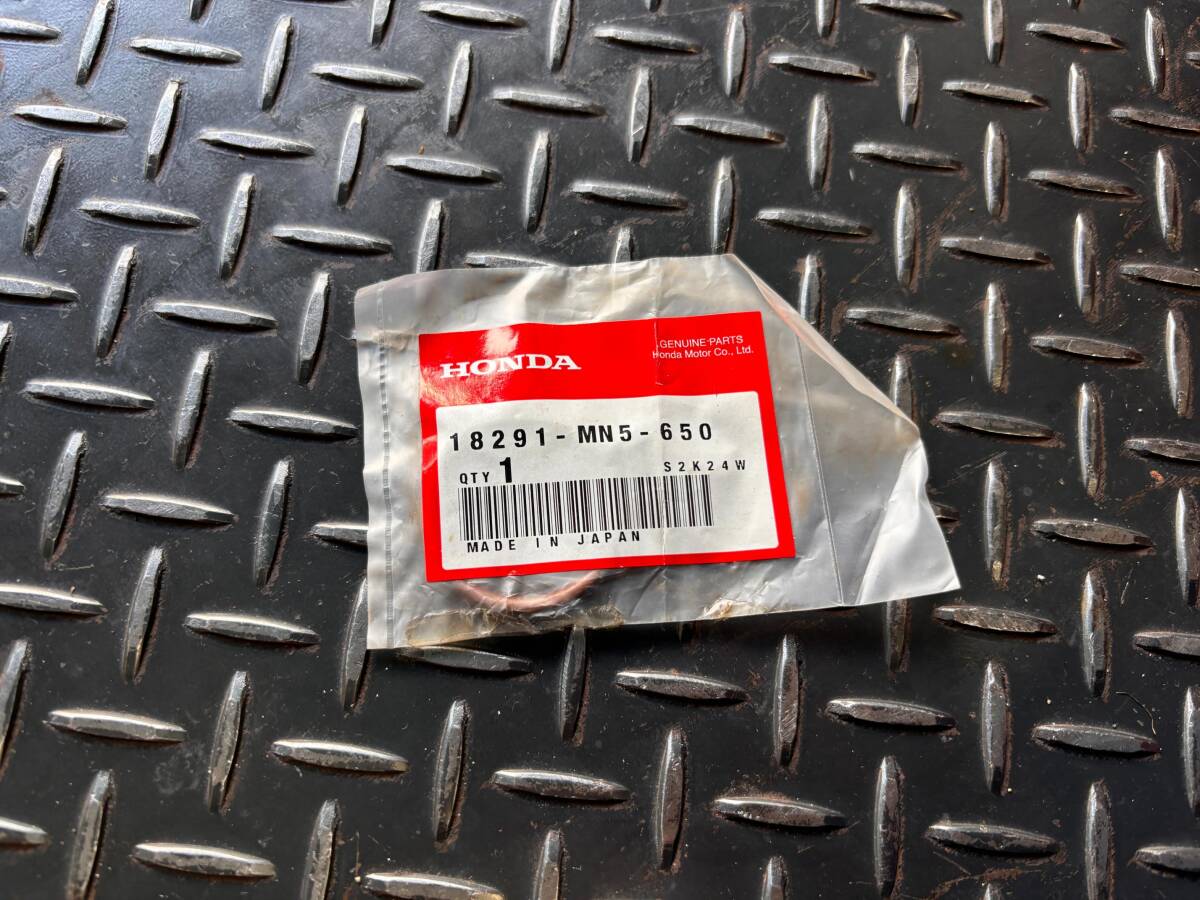 HONDA
GENUINE PARTS
Honda Motor Co., Ltd.
18291-MN5-650
QTY 1
S2K24W
MADE IN JAPAN